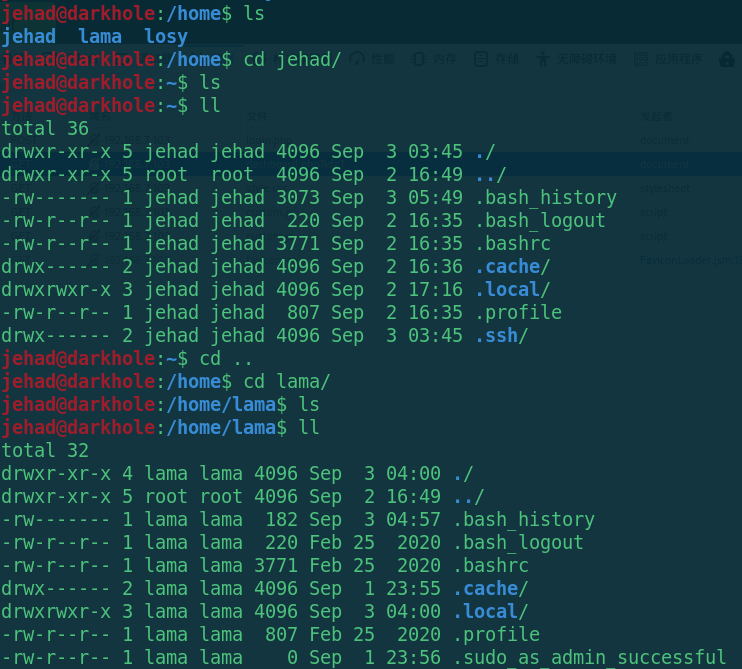 jehad@darkhole:/home$ ls
jehad  lama  losy
jehad@darkhole:/home$ cd jehad/
jehad@darkhole:~$ ls
jehad@darkhole:~$ ll
total 36
drwxr-xr-x 5 jehad jehad 4096 Sep  3 03:45 ./
drwxr-xr-x 5 root  root  4096 Sep  2 16:49 ../
-rw------- 1 jehad jehad 3073 Sep  3 05:49 .bash_history
-rw-r--r-- 1 jehad jehad  220 Sep  2 16:35 .bash_logout
-rw-r--r-- 1 jehad jehad 3771 Sep  2 16:35 .bashrc
drwx------ 2 jehad jehad 4096 Sep  2 16:36 .cache/
drwxrwxr-x 3 jehad jehad 4096 Sep  2 17:16 .local/
-rw-r--r-- 1 jehad jehad  807 Sep  2 16:35 .profile
drwx------ 2 jehad jehad 4096 Sep  3 03:45 .ssh/
jehad@darkhole:~$ cd ..
jehad@darkhole:/home$ cd lama/
jehad@darkhole:/home/lama$ ls
jehad@darkhole:/home/lama$ ll
total 32
drwxr-xr-x 4 lama lama 4096 Sep  3 04:00 ./
drwxr-xr-x 5 root root 4096 Sep  2 16:49 ../
-rw------- 1 lama lama  182 Sep  3 04:57 .bash_history
-rw-r--r-- 1 lama lama  220 Feb 25  2020 .bash_logout
-rw-r--r-- 1 lama lama 3771 Feb 25  2020 .bashrc
drwx------ 2 lama lama 4096 Sep  1 23:55 .cache/
drwxrwxr-x 3 lama lama 4096 Sep  3 04:00 .local/
-rw-r--r-- 1 lama lama  807 Feb 25  2020 .profile
-rw-r--r-- 1 lama lama    0 Sep  1 23:56 .sudo_as_admin_successful